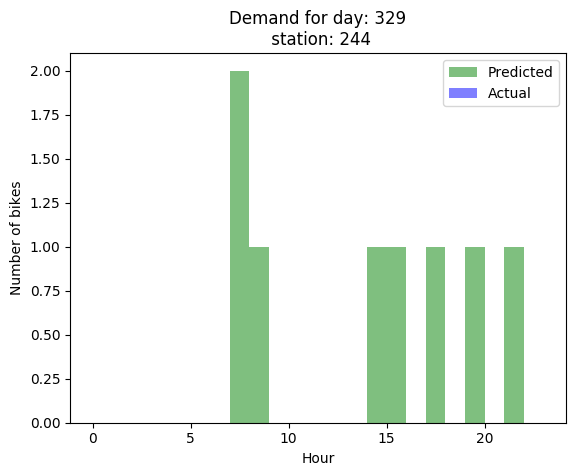 Demand for day: 329
station: 244
Predicted
Actual
Number of bikes
2.00
1.75
1.50
1.25
1.00
0.75
0.50
0.25
0.00
0 5 10 15 20
Hour